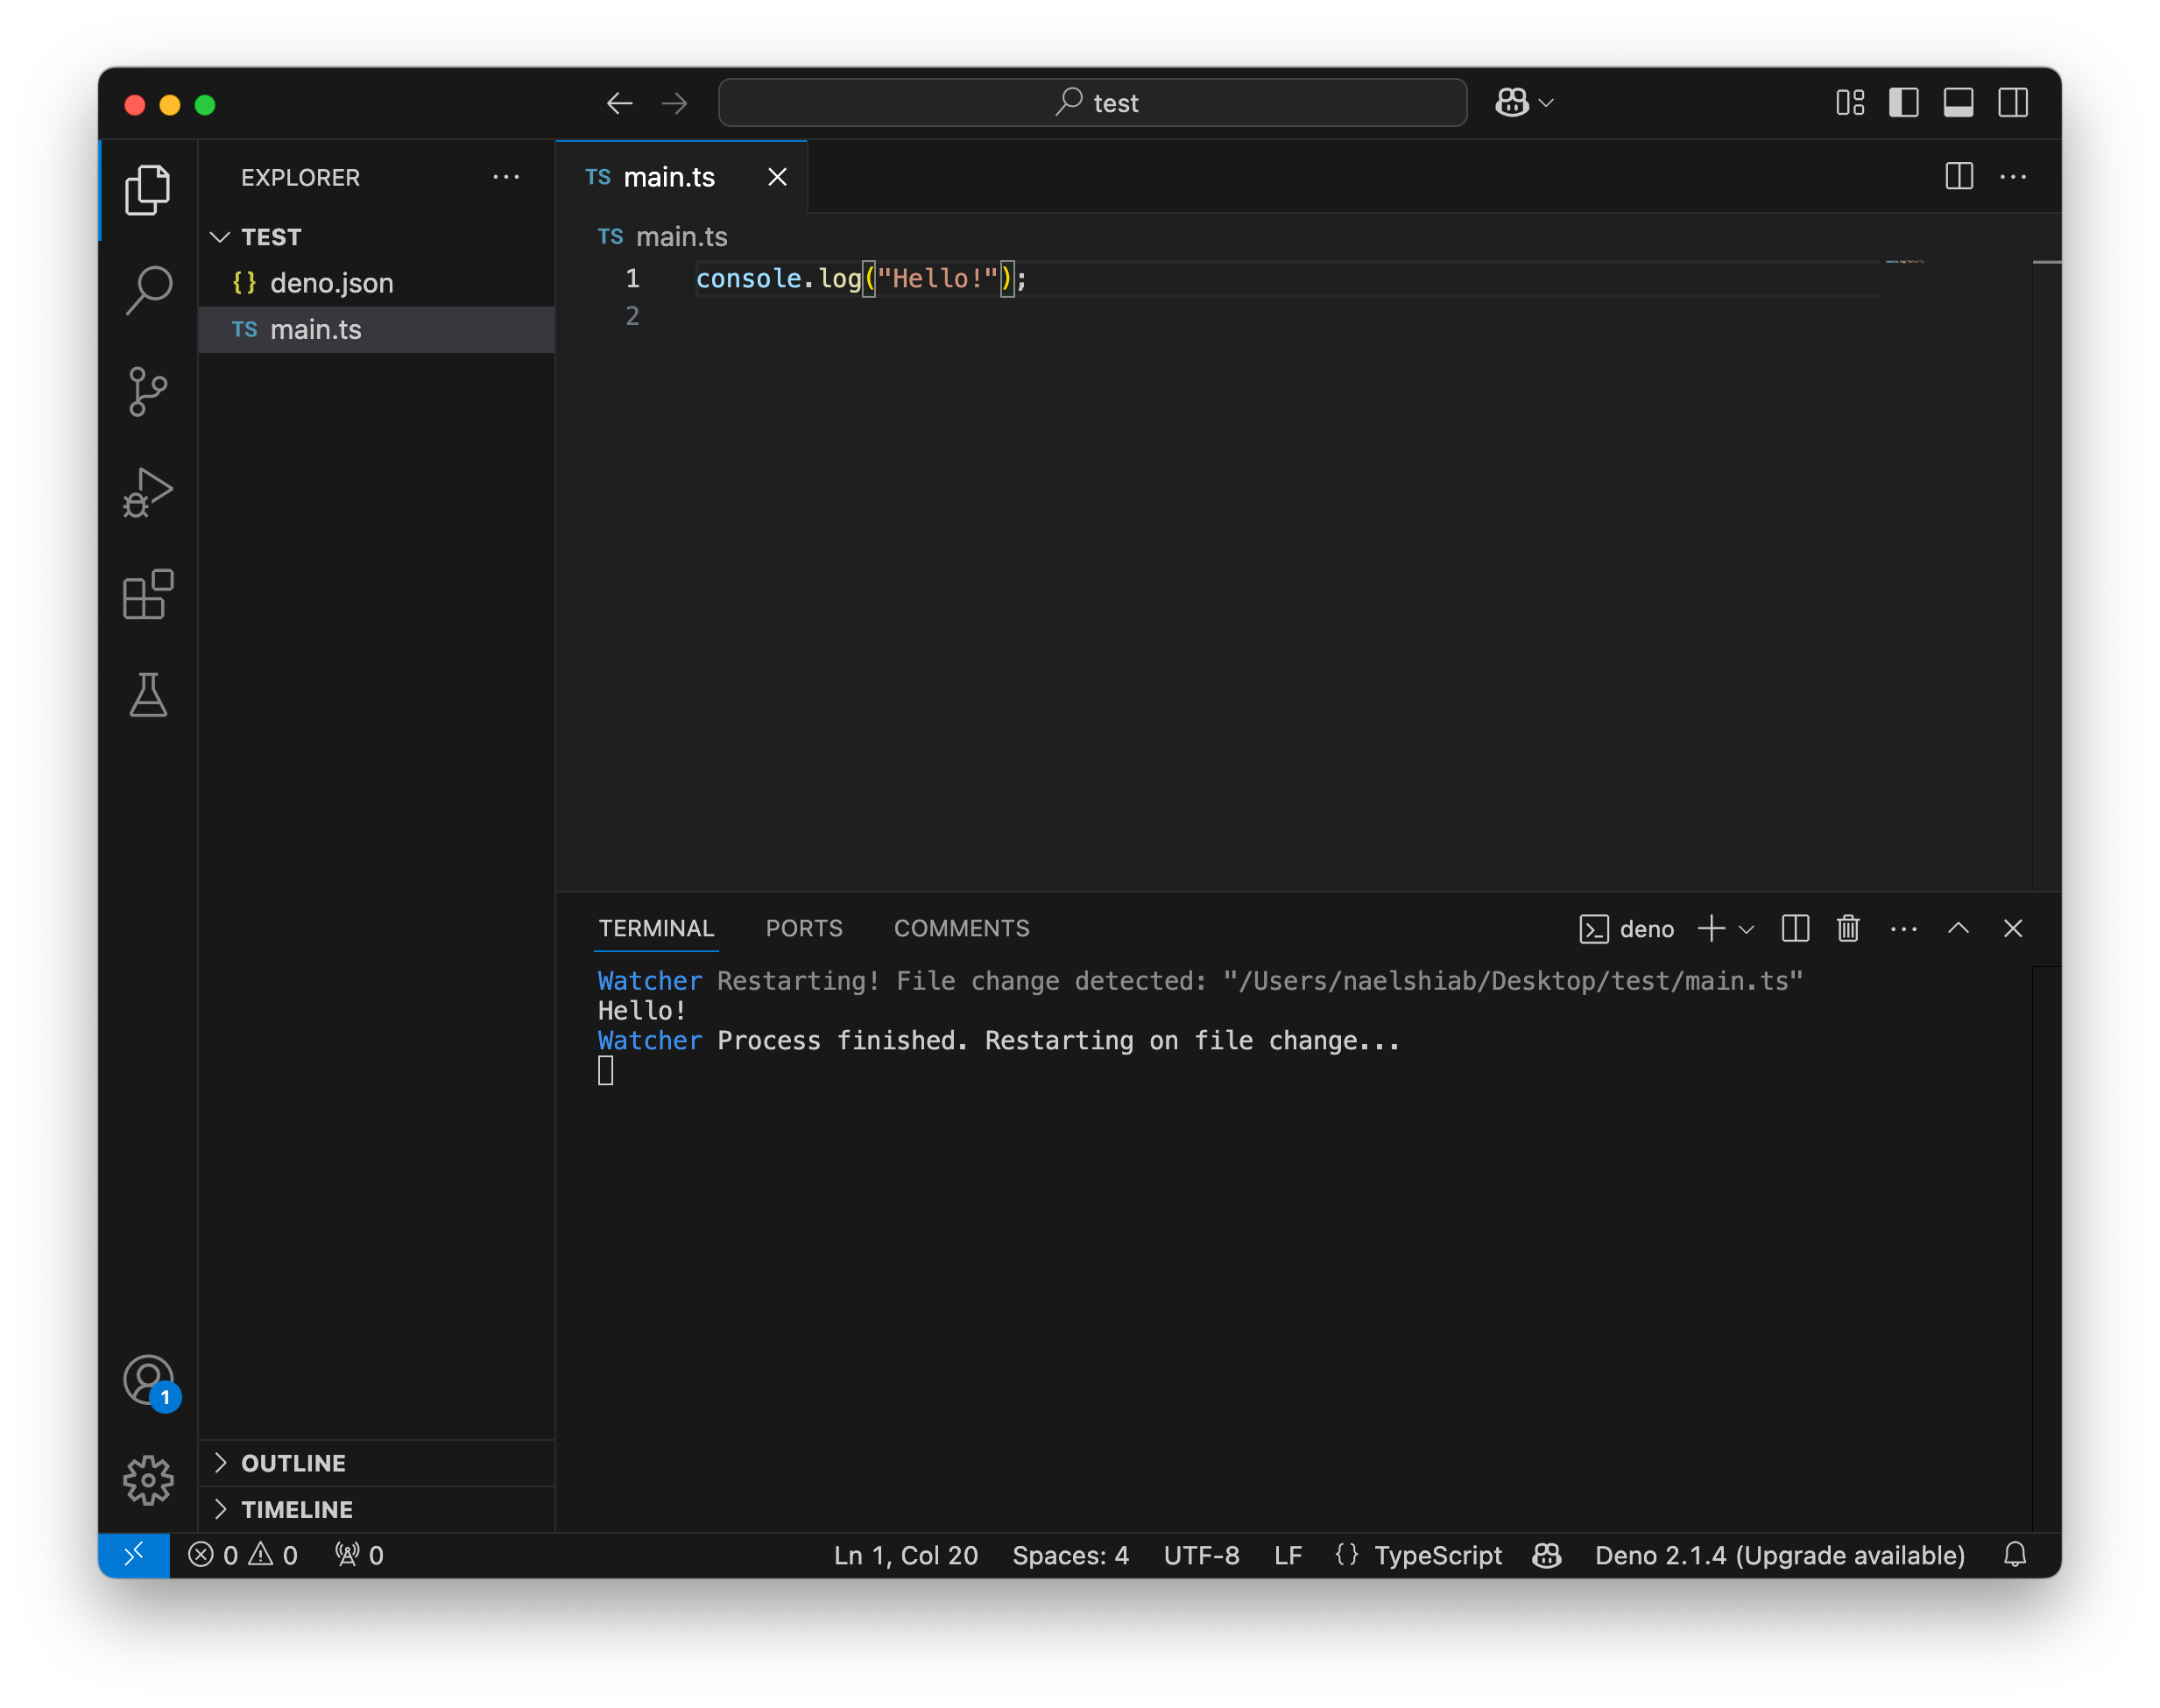 test
EXPLORER
TEST
{} deno.json
TS main.ts
OUTLINE
TIMELINE
TS main.ts
TS main.ts
1 console.log("Hello!");
2
TERMINAL PORTS COMMENTS
deno
Watcher Restarting! File change detected: "/Users/naelshiab/Desktop/test/main.ts"
Hello!
Watcher Process finished. Restarting on file change...
1
0 0 0
Ln 1, Col 20 Spaces: 4 UTF-8 LF {} TypeScript Deno 2.1.4 (Upgrade available)